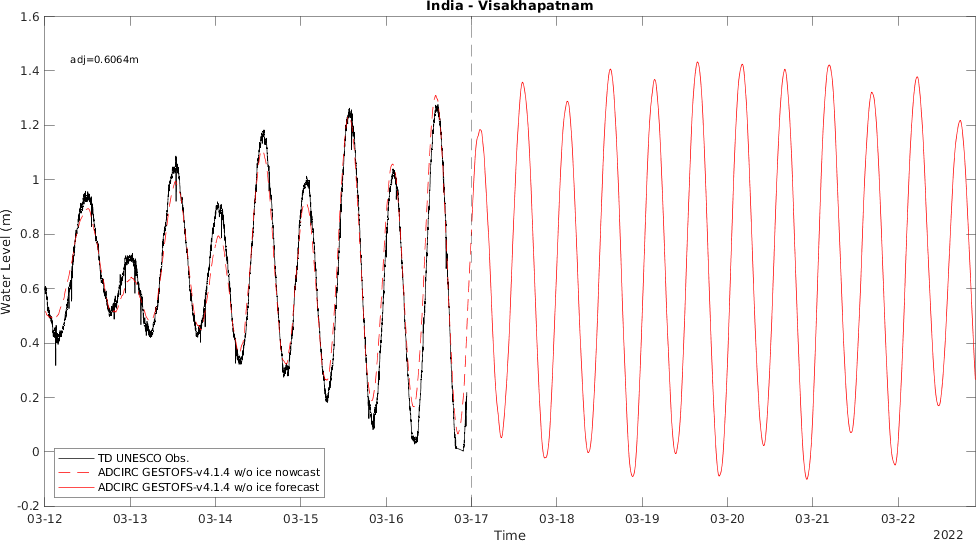 India - Visakhapatnam
adj=0.6064m
Water Level (m)
1.6
1.4
1.2
1
0.8
0.6
0.4
0.2
0
-0.2
TD UNESCO Obs.
ADCIRC GESTOFS-v4.1.4 w/o ice nowcast
ADCIRC GESTOFS-v4.1.4 w/o ice forecast
03-12 03-13 03-14 03-15 03-16 03-17 03-18 03-19 03-20 03-21 03-22
Time
2022